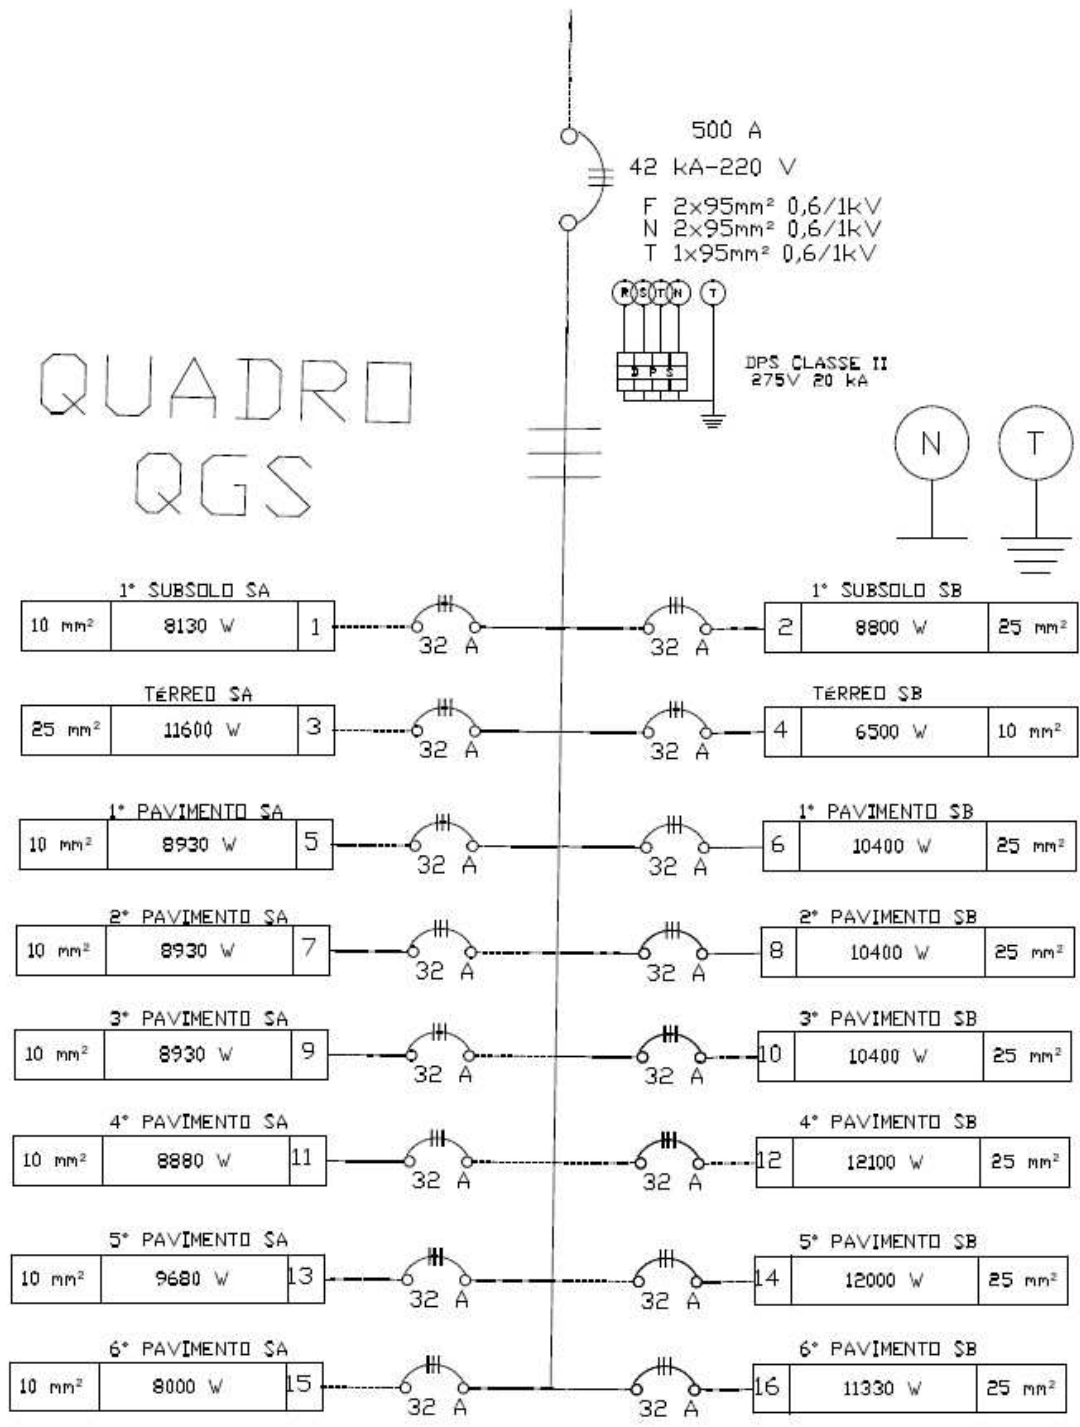 500 A
42 kA-220 V
F 2x95mm² 0,6/1kV
N 2x95mm² 0,6/1kV
T 1x95mm² 0,6/1kV
R S T N T
D P S
DPS CLASSE II
275V 20 kA
QUADRO
QGS
N T
1° SUBSOLO SA
10 mm² 8130 W 1
32 A
32 A
1° SUBSOLO SB
2 8800 W 25 mm²
TÉRREO SA
25 mm² 11600 W 3
32 A
32 A
TÉRREO SB
4 6500 W 10 mm²
1° PAVIMENTO SA
10 mm² 8930 W 5
32 A
32 A
1° PAVIMENTO SB
6 10400 W 25 mm²
2° PAVIMENTO SA
10 mm² 8930 W 7
32 A
32 A
2° PAVIMENTO SB
8 10400 W 25 mm²
3° PAVIMENTO SA
10 mm² 8930 W 9
32 A
32 A
3° PAVIMENTO SB
10 10400 W 25 mm²
4° PAVIMENTO SA
10 mm² 8880 W 11
32 A
32 A
4° PAVIMENTO SB
12 12100 W 25 mm²
5° PAVIMENTO SA
10 mm² 9680 W 13
32 A
32 A
5° PAVIMENTO SB
14 12000 W 25 mm²
6° PAVIMENTO SA
10 mm² 8000 W 15
32 A
32 A
6° PAVIMENTO SB
16 11330 W 25 mm²